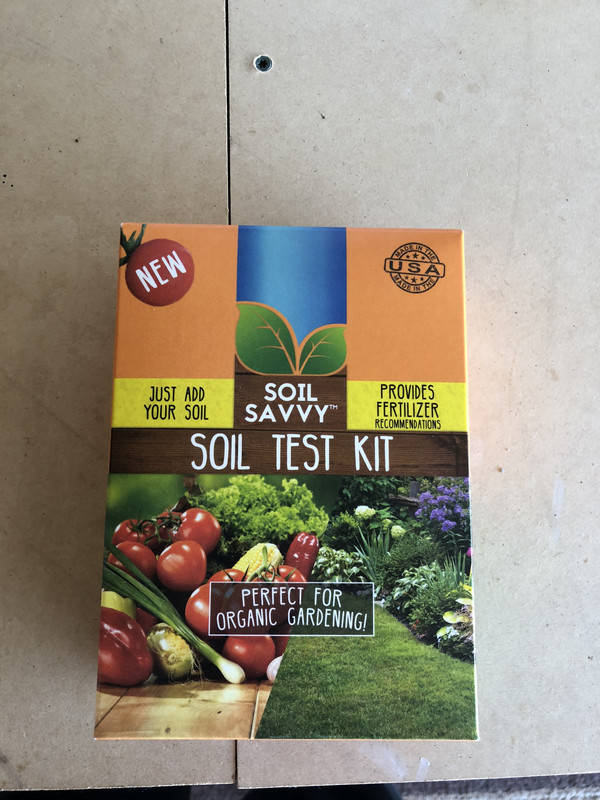 NEW
MADE IN THE
USA
MADE IN THE
JUST ADD
YOUR SOIL
SOIL
SAVVY™
PROVIDES
FERTILIZER
RECOMMENDATIONS
SOIL TEST KIT
PERFECT FOR
ORGANIC GARDENING!